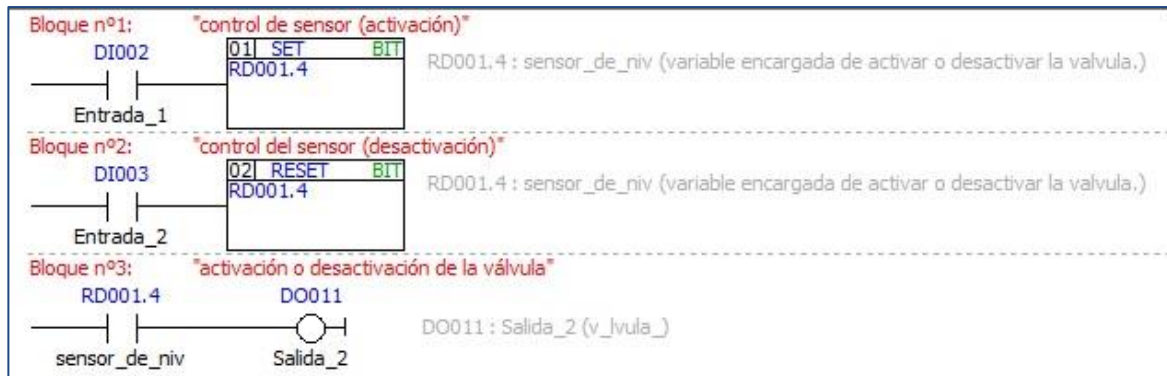 Bloque nº1: "control de sensor (activación)"
DI002 01 SET BIT
RD001.4
RD001.4 : sensor_de_niv (variable encargada de activar o desactivar la valvula.)
Entrada_1
Bloque nº2: "control del sensor (desactivación)"
DI003 02 RESET BIT
RD001.4
RD001.4 : sensor_de_niv (variable encargada de activar o desactivar la valvula.)
Entrada_2
Bloque nº3: "activación o desactivación de la válvula"
RD001.4 DO011
DO011 : Salida_2 (v_lvula_)
sensor_de_niv Salida_2